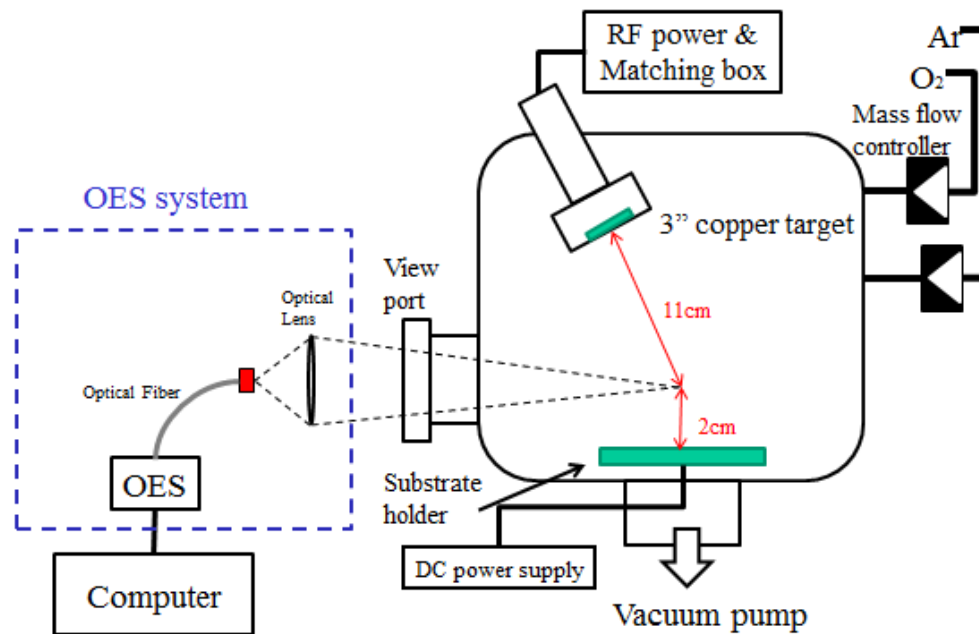 RF power &
Matching box
Ar
O₂
Mass flow
controller
OES system
3” copper target
View
port
Optical
Lens
11cm
Optical Fiber
2cm
OES
Substrate
holder
DC power supply
Computer
Vacuum pump